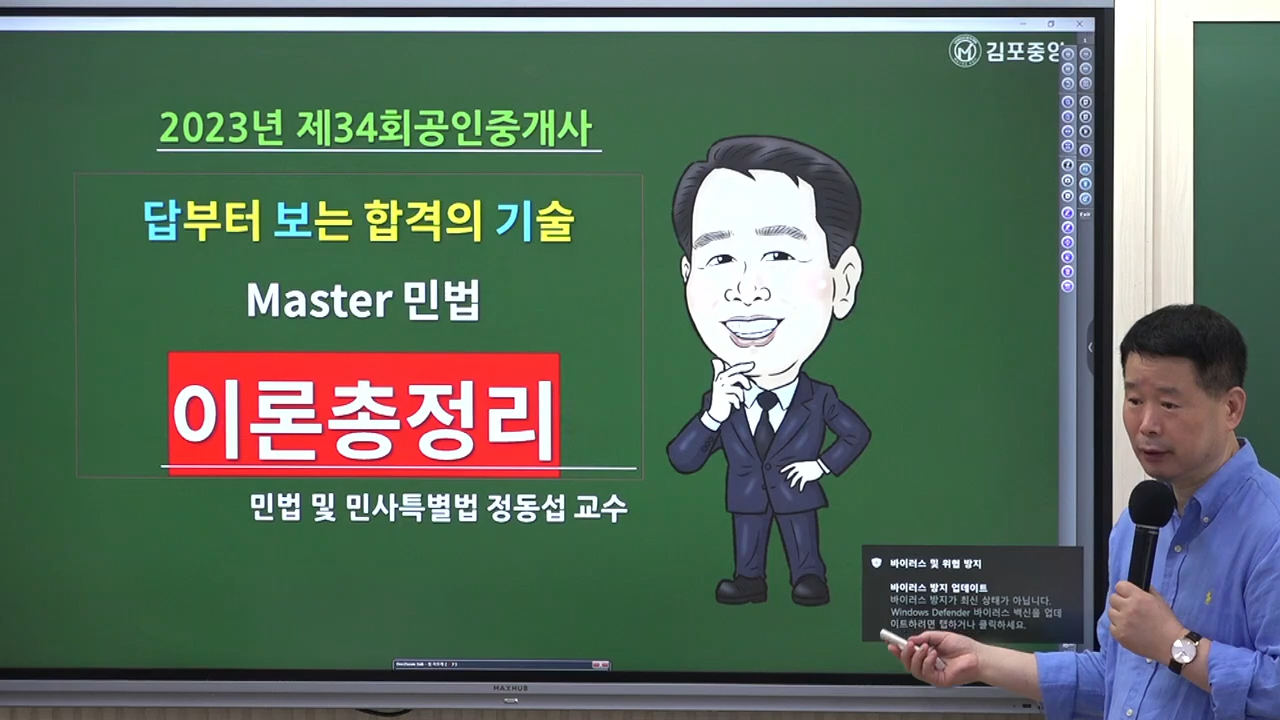 김포중앙
2023년 제34회공인중개사
답부터 보는 합격의 기술
Master 민법
이론총정리
민법 및 민사특별법 정동섭 교수
바이러스 및 위협 방지
바이러스 방지 업데이트
바이러스 방지가 최신 상태가 아닙니다.
Windows Defender 바이러스 백신을 업데
이트하려면 탭하거나 클릭하세요.
Exit
MAXHUB